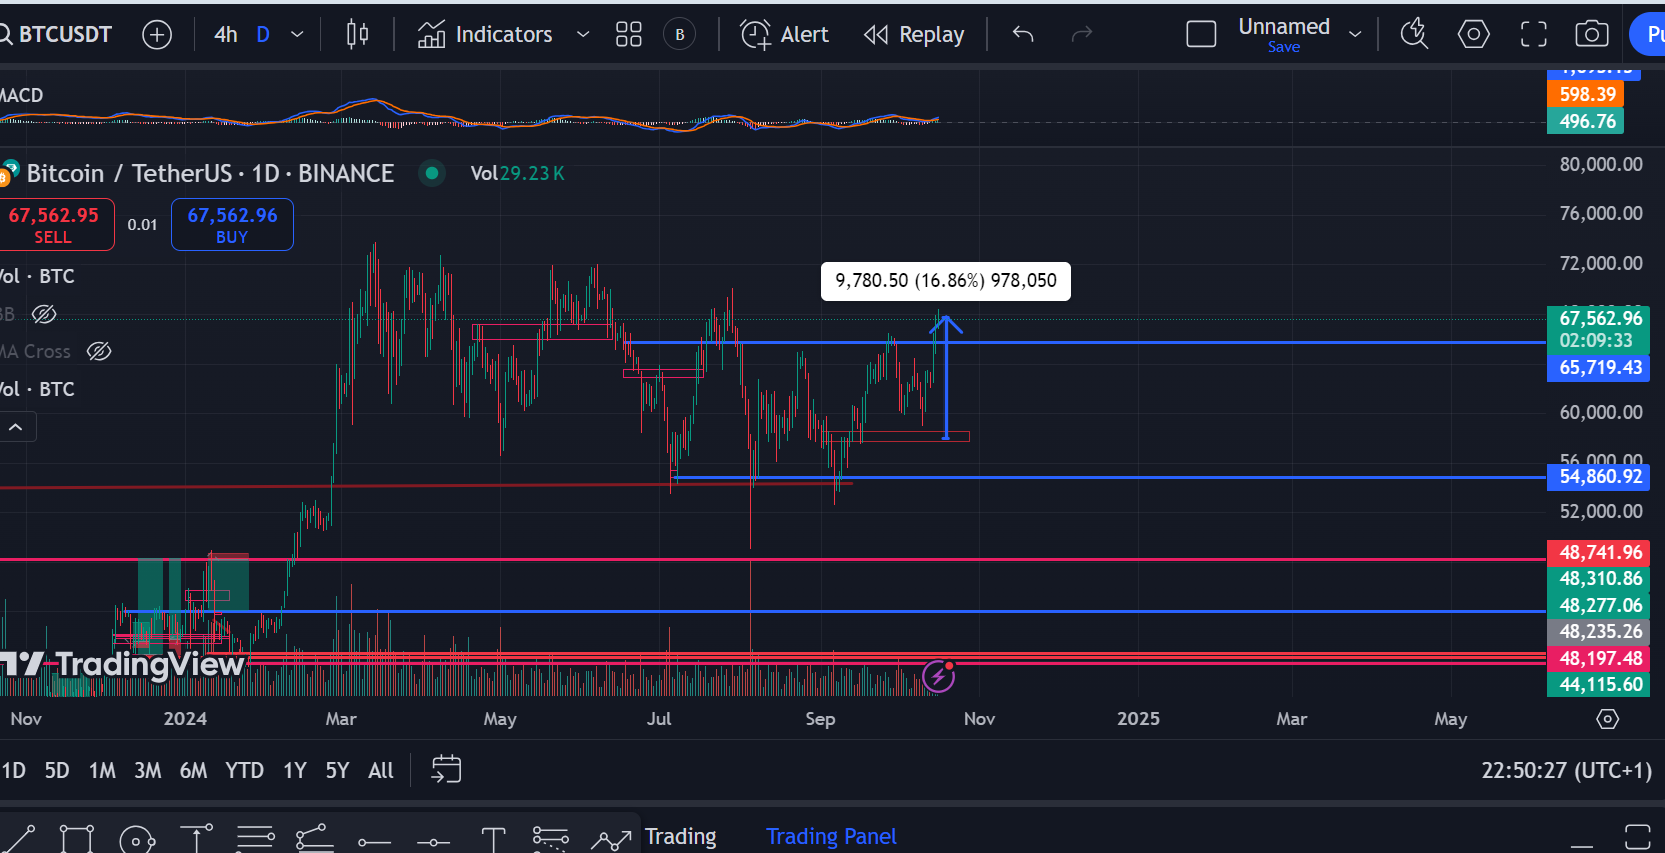 BTCUSDT 4h D Indicators B Alert Replay Unnamed
Save
MACD
598.39
496.76
Bitcoin / TetherUS · 1D · BINANCE Vol 29.23 K
67,562.95
SELL
0.01
67,562.96
BUY
Vol · BTC
BB
MA Cross
Vol · BTC
9,780.50 (16.86%) 978,050
80,000.00
76,000.00
72,000.00
67,562.96
02:09:33
65,719.43
60,000.00
56,000.00
54,860.92
52,000.00
48,741.96
48,310.86
48,277.06
48,235.26
48,197.48
44,115.60
TradingView
Nov 2024 Mar May Jul Sep Nov 2025 Mar May
1D 5D 1M 3M 6M YTD 1Y 5Y All 22:50:27 (UTC+1)
Trading Trading Panel